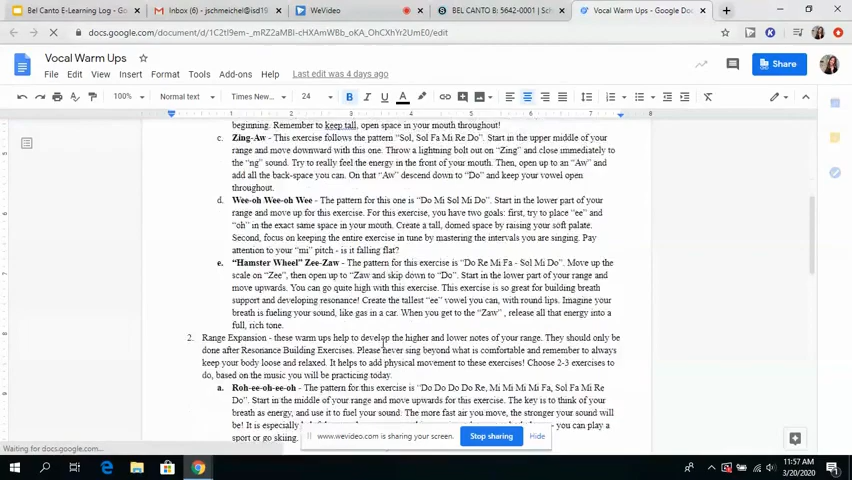 Bel Canto E-Learning Log - Goo
Inbox (6) - jschmeichel@isd19
WeVideo
BEL CANTO B: 5642-0001 | Sch
Vocal Warm Ups - Google Doc
docs.google.com/document/d/1C2tI9em-_mRZ2aMBI-cHXAmWBb_oKA_OhCXhYr2UmE0/edit
Vocal Warm Ups
Share
File Edit View Insert Format Tools Add-ons Help Last edit was 4 days ago
100% Normal text Times New... 24 B I U A
8
beginning. Remember to keep tall, open space in your mouth throughout!
c. Zing-Aw - This exercise follows the pattern "Sol, Sol Fa Mi Re Do". Start in the upper middle of your
range and move downward with this one. Throw a lightning bolt out on "Zing" and close immediately to
the "ng" sound. Try to really feel the energy in the front of your mouth. Then, open up to an "Aw" and
add all the back-space you can. On that "Aw" descend down to "Do" and keep your vowel open
throughout.
d. Wee-oh Wee-oh Wee - The pattern for this one is "Do Mi Sol Mi Do". Start in the lower part of your
range and move up for this exercise. For this exercise, you have two goals: first, try to place "ee" and
"oh" in the exact same space in your mouth. Create a tall, domed space by raising your soft palate.
Second, focus on keeping the entire exercise in tune by mastering the intervals you are singing. Pay
attention to your "mi" pitch - is it falling flat?
e. "Hamster Wheel" Zee-Zaw - The pattern for this exercise is "Do Re Mi Fa - Sol Mi Do". Move up the
scale on "Zee", then open up to "Zaw and skip down to "Do". Start in the lower part of your range and
move upwards. You can go quite high with this exercise. This exercise is so great for building breath
support and developing resonance! Create the tallest "ee" vowel you can, with round lips. Imagine your
breath is fueling your sound, like gas in a car. When you get to the "Zaw" , release all that energy into a
full, rich tone.
2. Range Expansion - these warm ups help to develop the higher and lower notes of your range. They should only be
done after Resonance Building Exercises. Please never sing beyond what is comfortable and remember to always
keep your body loose and relaxed. It helps to add physical movement to these exercises! Choose 2-3 exercises to
do, based on the music you will be practicing today.
a. Roh-ee-oh-ee-oh - The pattern for this exercise is "Do Do Do Do Re, Mi Mi Mi Mi Fa, Sol Fa Mi Re
Do". Start in the middle of your range and move upwards for this exercise. The key is to think of your
breath as energy, and use it to fuel your sound. The more fast air you move, the stronger your sound will
be! It is especially
you can play a
sport or go skiing.
www.wevideo.com is sharing your screen. Stop sharing Hide
Waiting for docs.google.com...
11:57 AM
3/20/2020